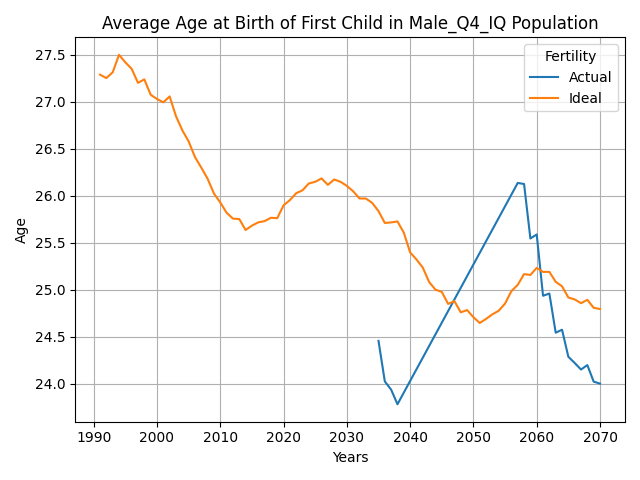 Average Age at Birth of First Child in Male_Q4_IQ Population
Fertility
Actual
Ideal
27.5
27.0
26.5
26.0
25.5
25.0
24.5
24.0
Age
1990
2000
2010
2020
2030
2040
2050
2060
2070
Years